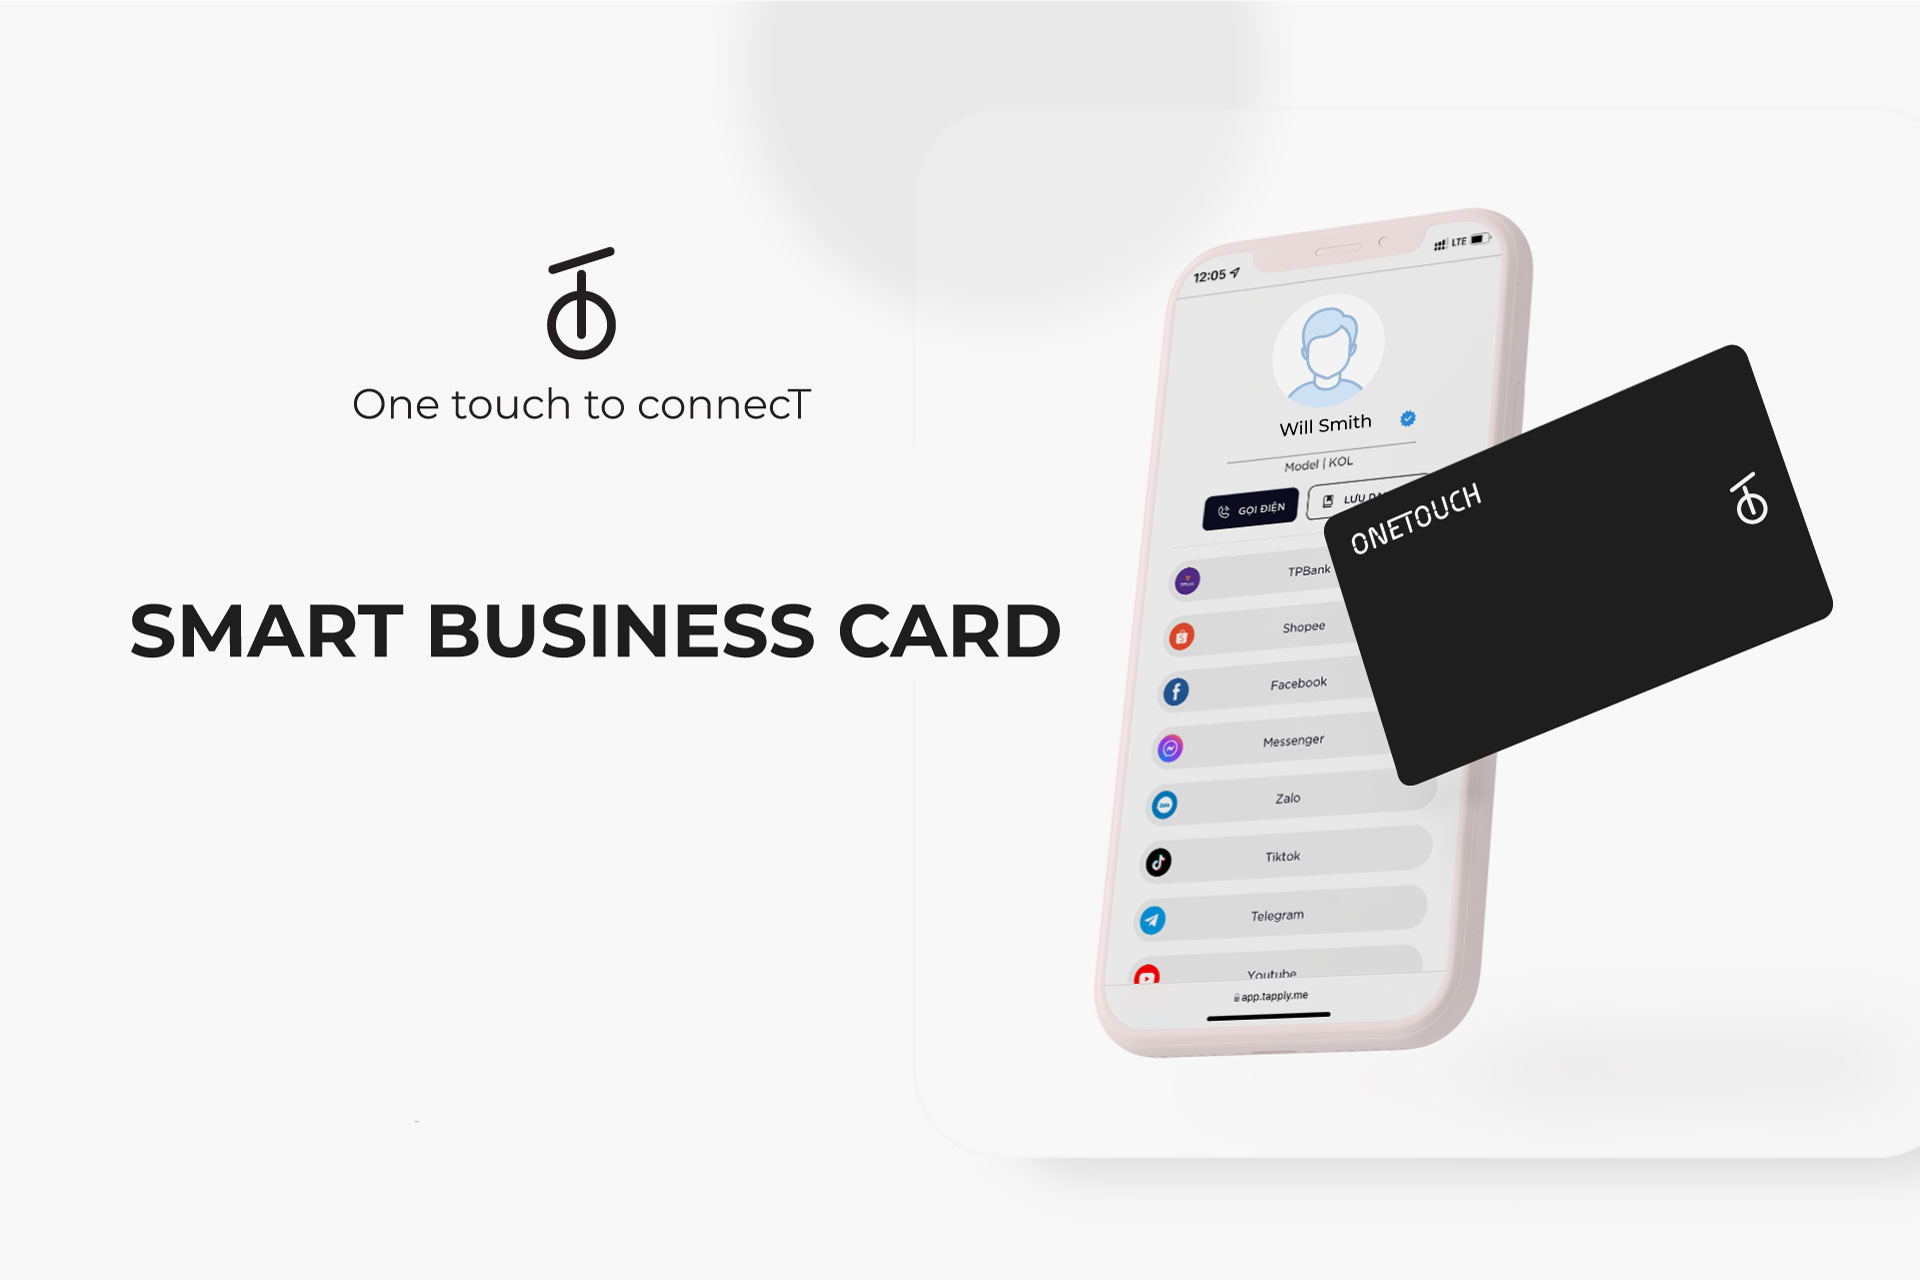 One touch to connecT
SMART BUSINESS CARD
12:05
LTE
Will Smith
Model | KOL
GỌI ĐIỆN
LƯU
TPBank
Shopee
Facebook
Messenger
Zalo
Tiktok
Telegram
Youtube
app.tapply.me
ONETOUCH